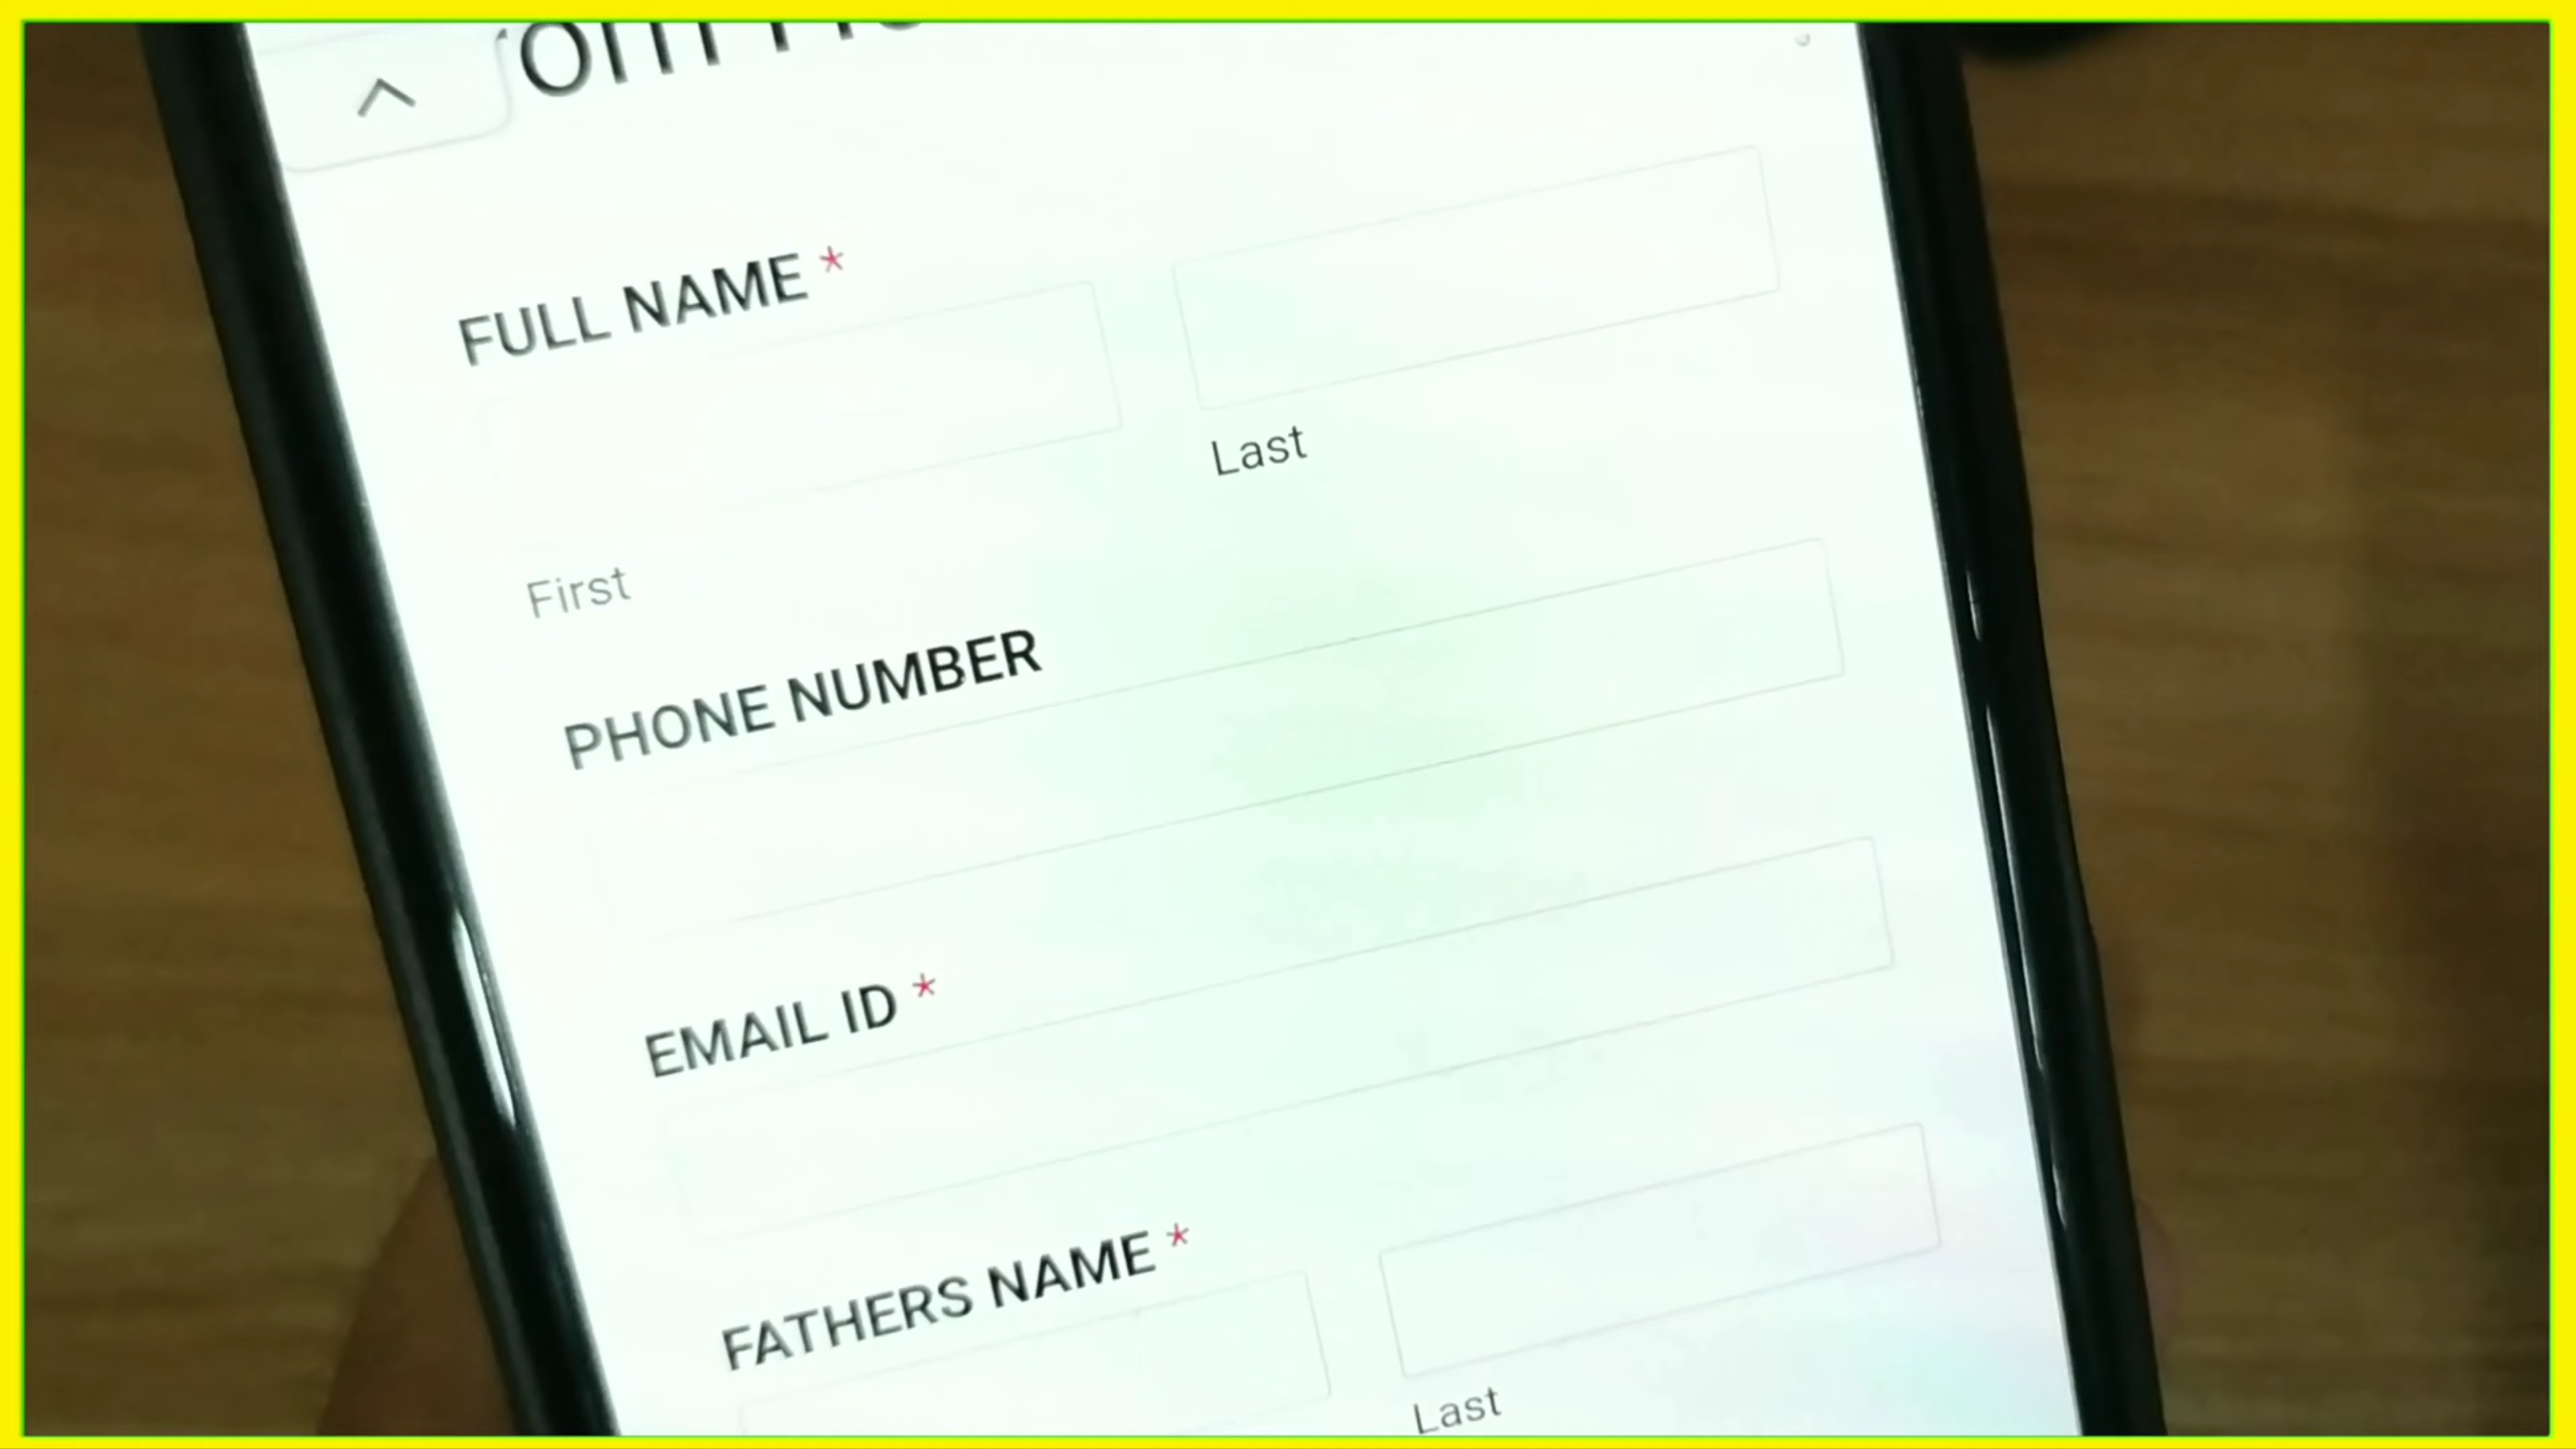 FULL NAME *
First
Last
PHONE NUMBER
EMAIL ID *
FATHERS NAME *
Last